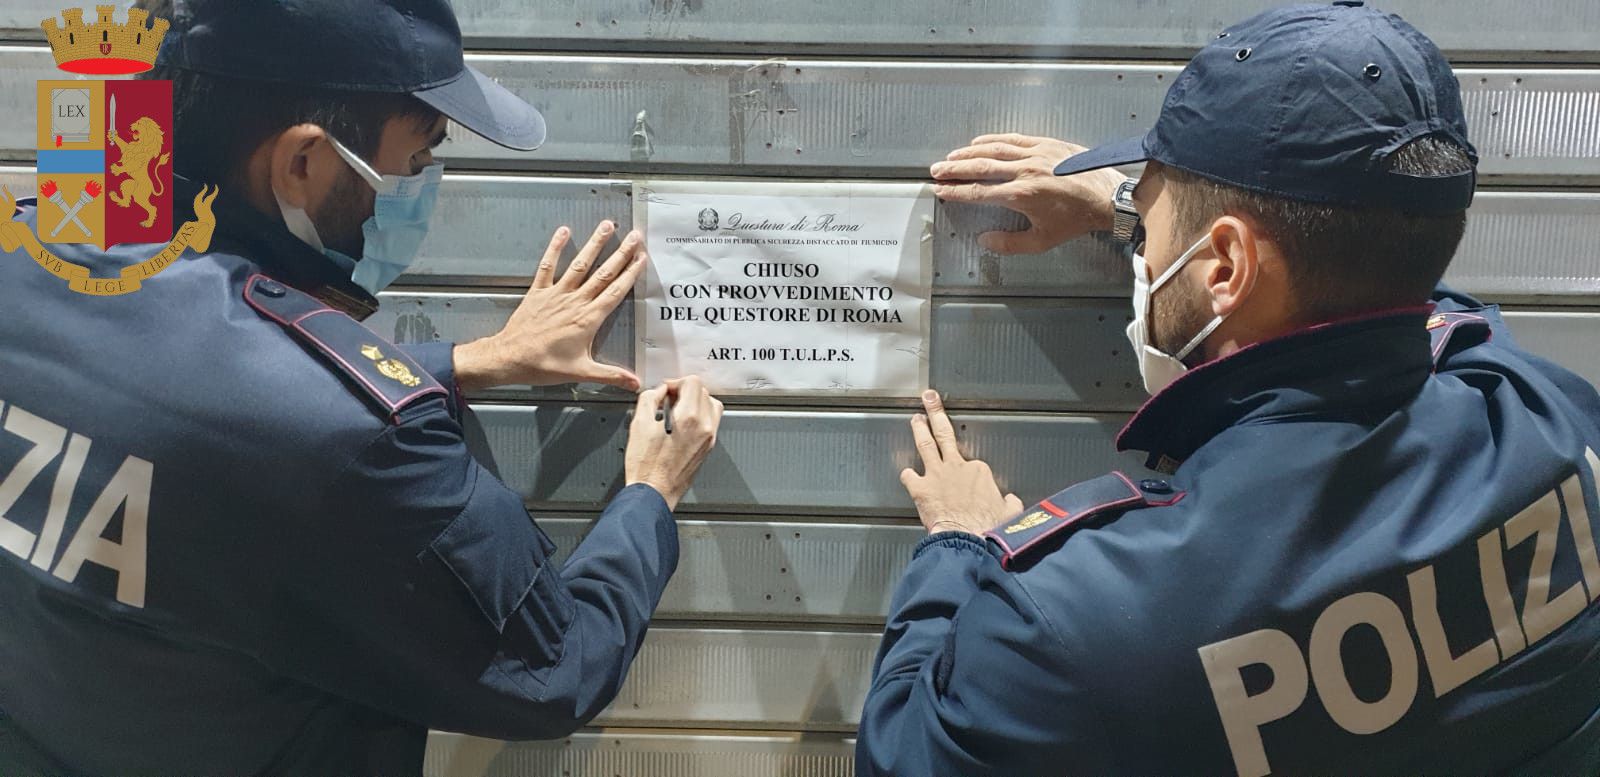 LEX
SVB LEGE LIBERTAS
Questura di Roma
COMMISSARIATO DI PUBBLICA SICUREZZA DISTACCATO DI FIUMICINO
CHIUSO
CON PROVVEDIMENTO
DEL QUESTORE DI ROMA
ART. 100 T.U.L.P.S.
ZIA
POLIZI